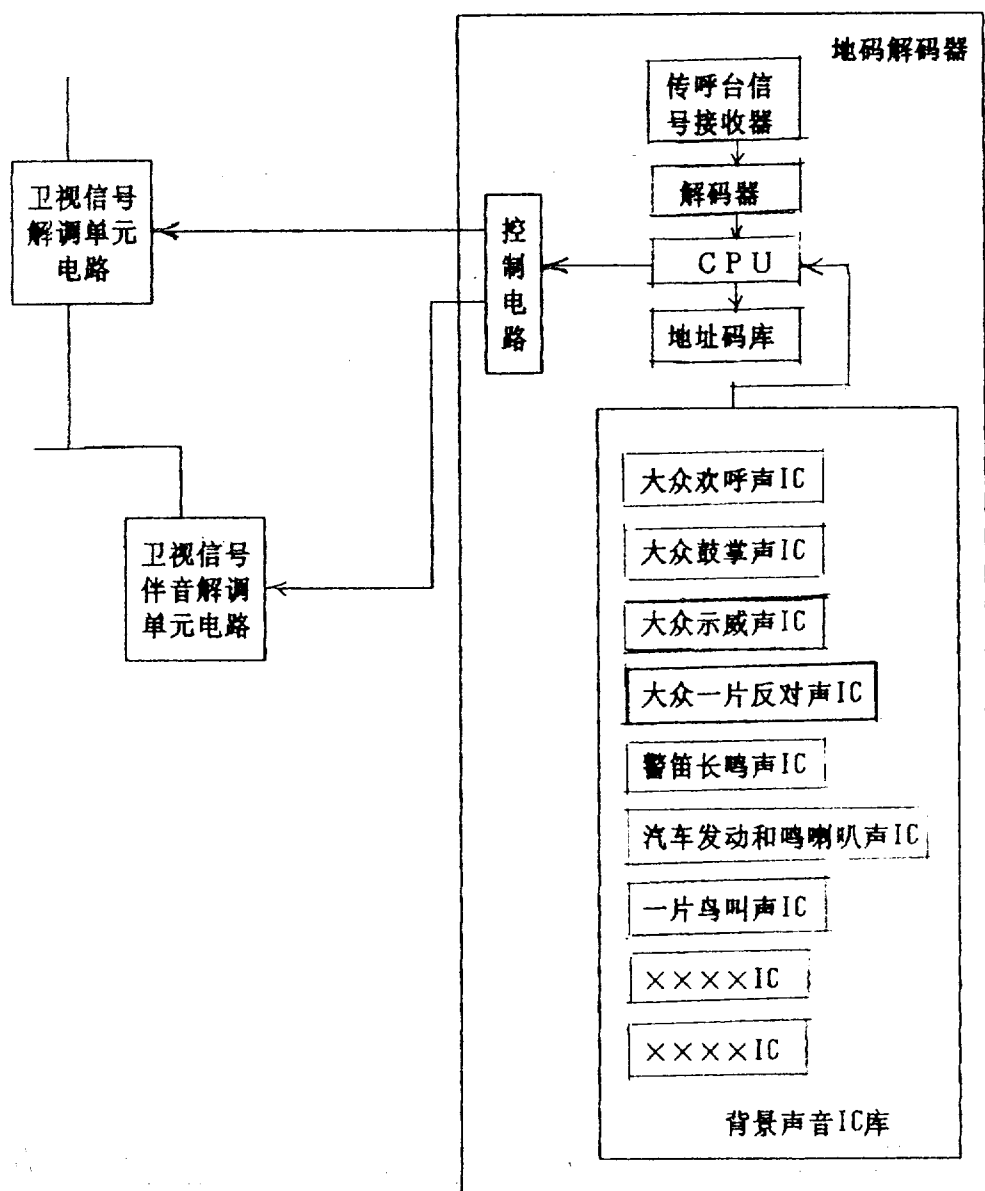 地码解码器
传呼台信
号接收器
解码器
CPU
地址码库
控
制
电
路
卫视信号
解调单元
电路
卫视信号
伴音解调
单元电路
大众欢呼声IC
大众鼓掌声IC
大众示威声IC
大众一片反对声IC
警笛长鸣声IC
汽车发动和鸣喇叭声IC
一片鸟叫声IC
××××IC
××××IC
背景声音IC库